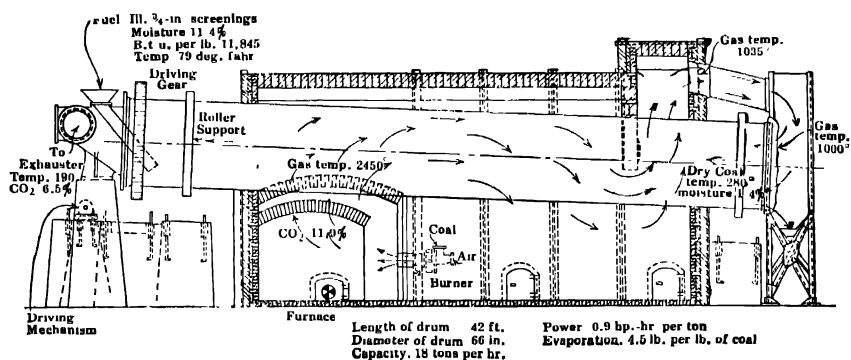 Fuel Ill. ¾-in screenings
Moisture 11 4%
B.t u. per lb. 11,845
Temp 79 deg. fahr
Driving
Gear
Roller
Support
To
Exhauster
Temp. 190
CO₂ 6.5%
Gas temp. 2450°
Gas temp.
1035°
Gas
temp.
1000°
Dry Coal
temp. 280°
moisture 1 4%
CO₂ 11.0%
Coal
Air
Burner
Driving
Mechanism
Furnace
Length of drum 42 ft.
Diameter of drum 66 in.
Capacity. 18 tons per hr.
Power 0.9 hp.-hr per ton
Evaporation. 4.5 lb. per lb. of coal